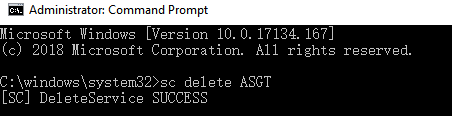 Administrator: Command Prompt
Microsoft Windows [Version 10.0.17134.167]
(c) 2018 Microsoft Corporation. All rights reserved.
C:\windows\system32>sc delete ASGT
[SC] DeleteService SUCCESS